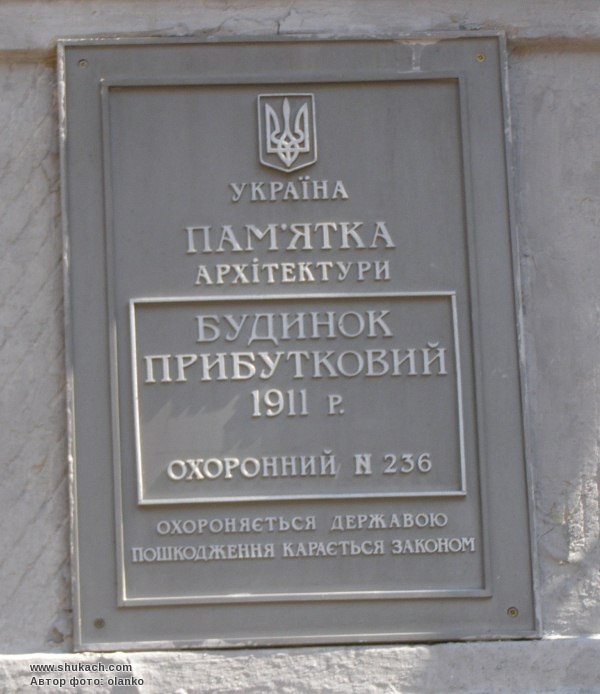 УКРАЇНА
ПАМ'ЯТКА
АРХІТЕКТУРИ
БУДИНОК
ПРИБУТКОВИЙ
1911 Р.
ОХОРОННИЙ N 236
ОХОРОНЯЄТЬСЯ ДЕРЖАВОЮ
ПОШКОДЖЕННЯ КАРАЄТЬСЯ ЗАКОНОМ
www.shukach.com
Автор фото: olanko